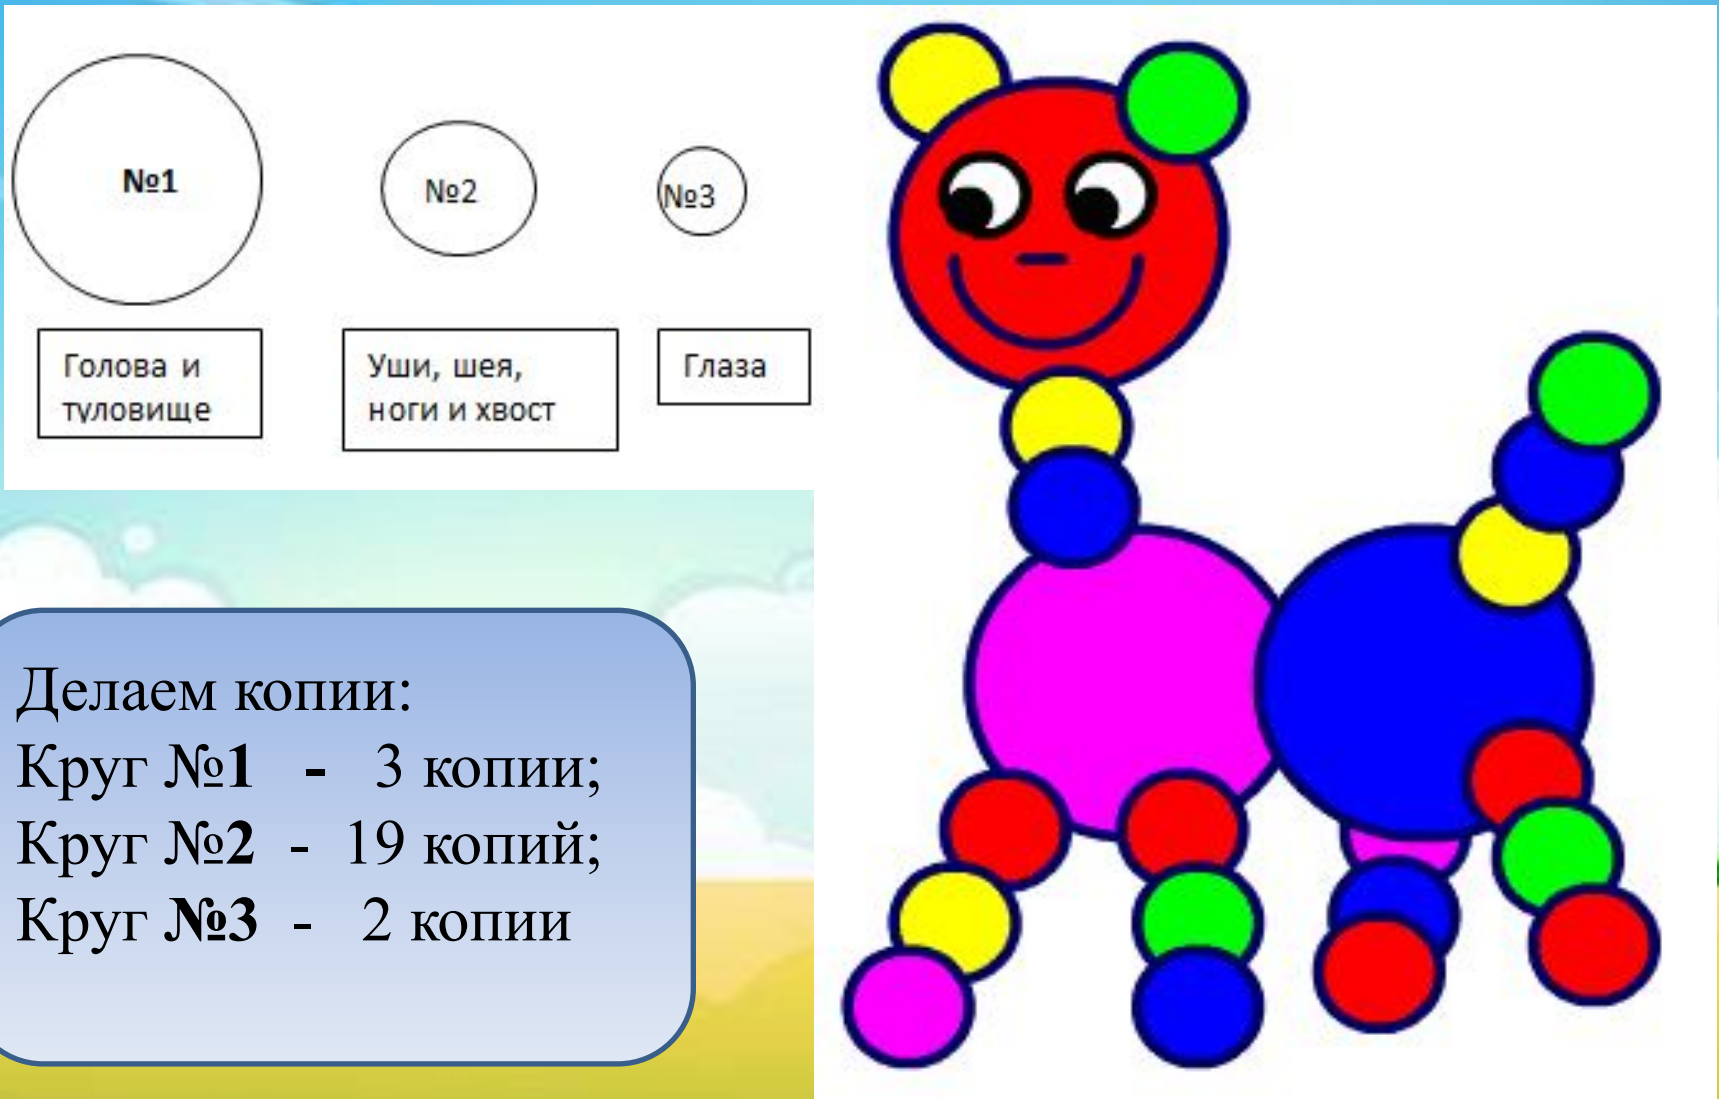 №1
№2
№3
Голова и
туловище
Уши, шея,
ноги и хвост
Глаза
Делаем копии:
Круг №1 - 3 копии;
Круг №2 - 19 копий;
Круг №3 - 2 копии